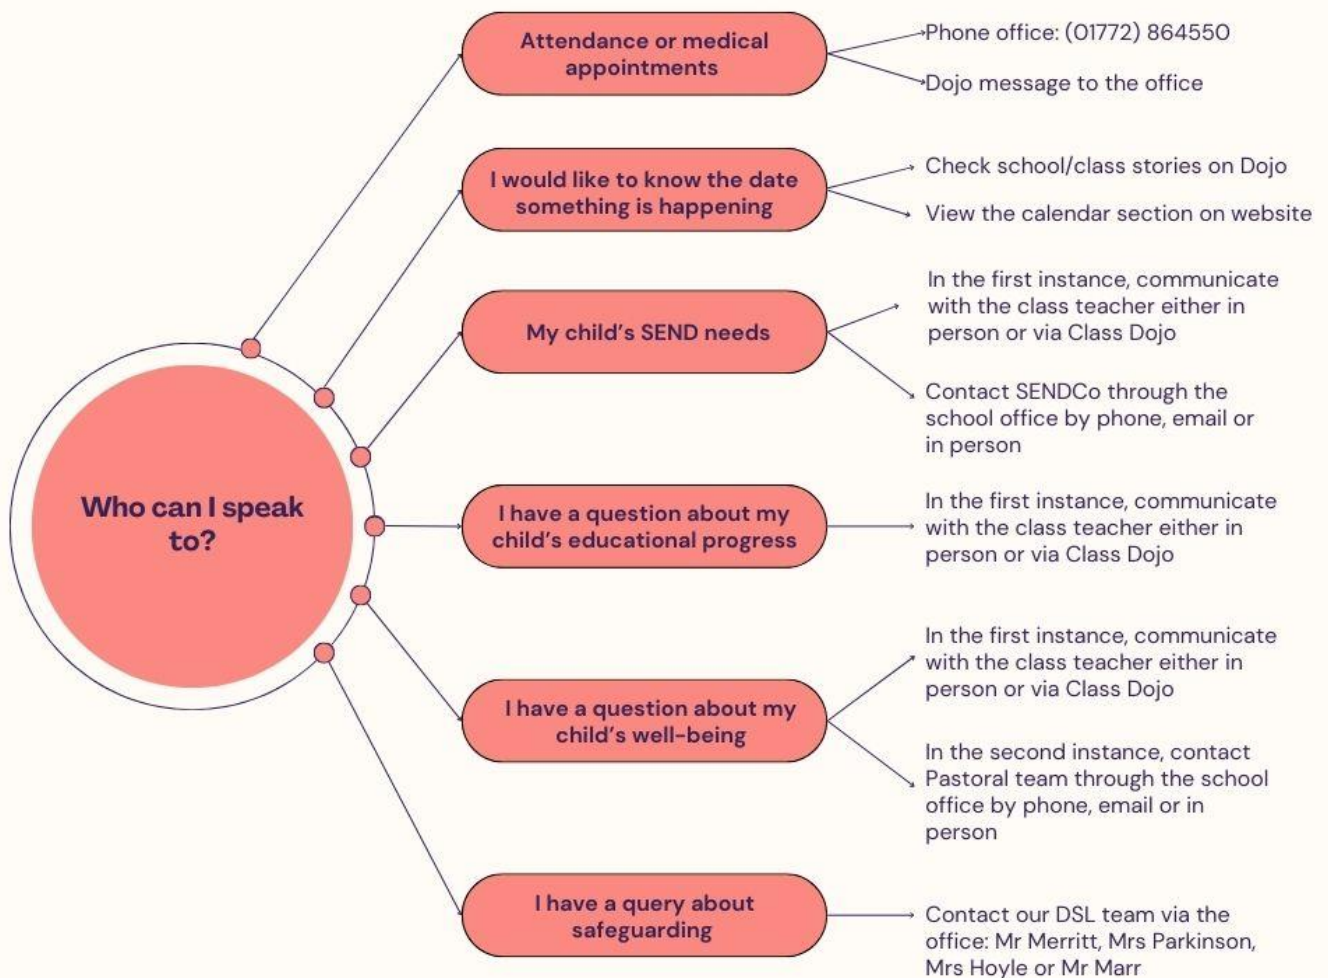 Who can I speak
to?
Attendance or medical
appointments
Phone office: (01772) 864550
Dojo message to the office
I would like to know the date
something is happening
Check school/class stories on Dojo
View the calendar section on website
My child's SEND needs
In the first instance, communicate
with the class teacher either in
person or via Class Dojo
Contact SENDCo through the
school office by phone, email or
in person
I have a question about my
child's educational progress
In the first instance, communicate
with the class teacher either in
person or via Class Dojo
I have a question about my
child's well-being
In the first instance, communicate
with the class teacher either in
person or via Class Dojo
In the second instance, contact
Pastoral team through the school
office by phone, email or in
person
I have a query about
safeguarding
Contact our DSL team via the
office: Mr Merritt, Mrs Parkinson,
Mrs Hoyle or Mr Marr